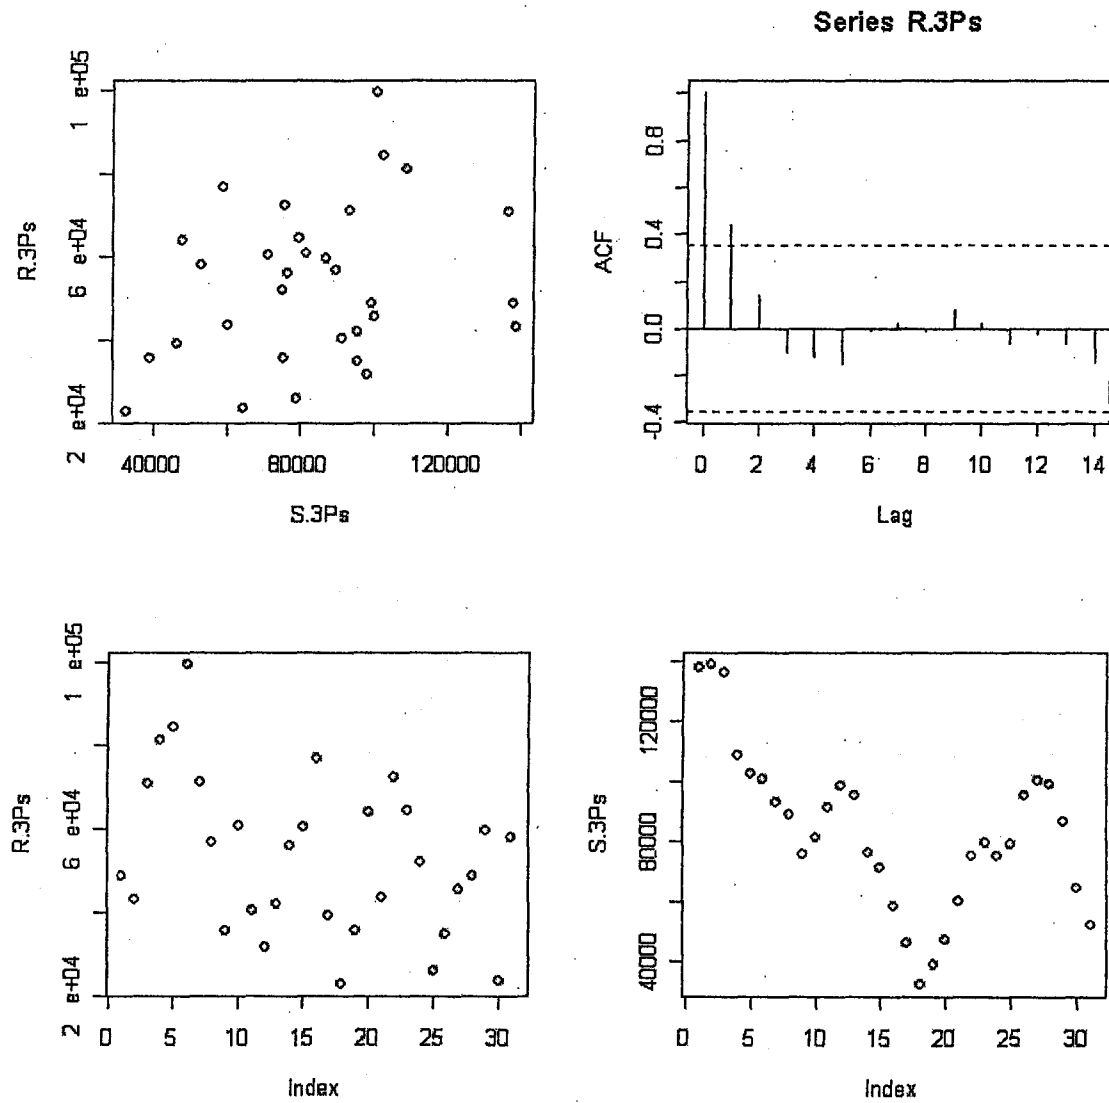 Series R.3Ps
R.3Ps
2 e+04 6 e+04 1 e+05
40000 80000 120000
S.3Ps
ACF
-0.4 0.0 0.4 0.8
0 2 4 6 8 10 12 14
Lag
R.3Ps
2 e+04 6 e+04 1 e+05
0 5 10 15 20 25 30
Index
S.3Ps
40000 80000 120000
0 5 10 15 20 25 30
Index